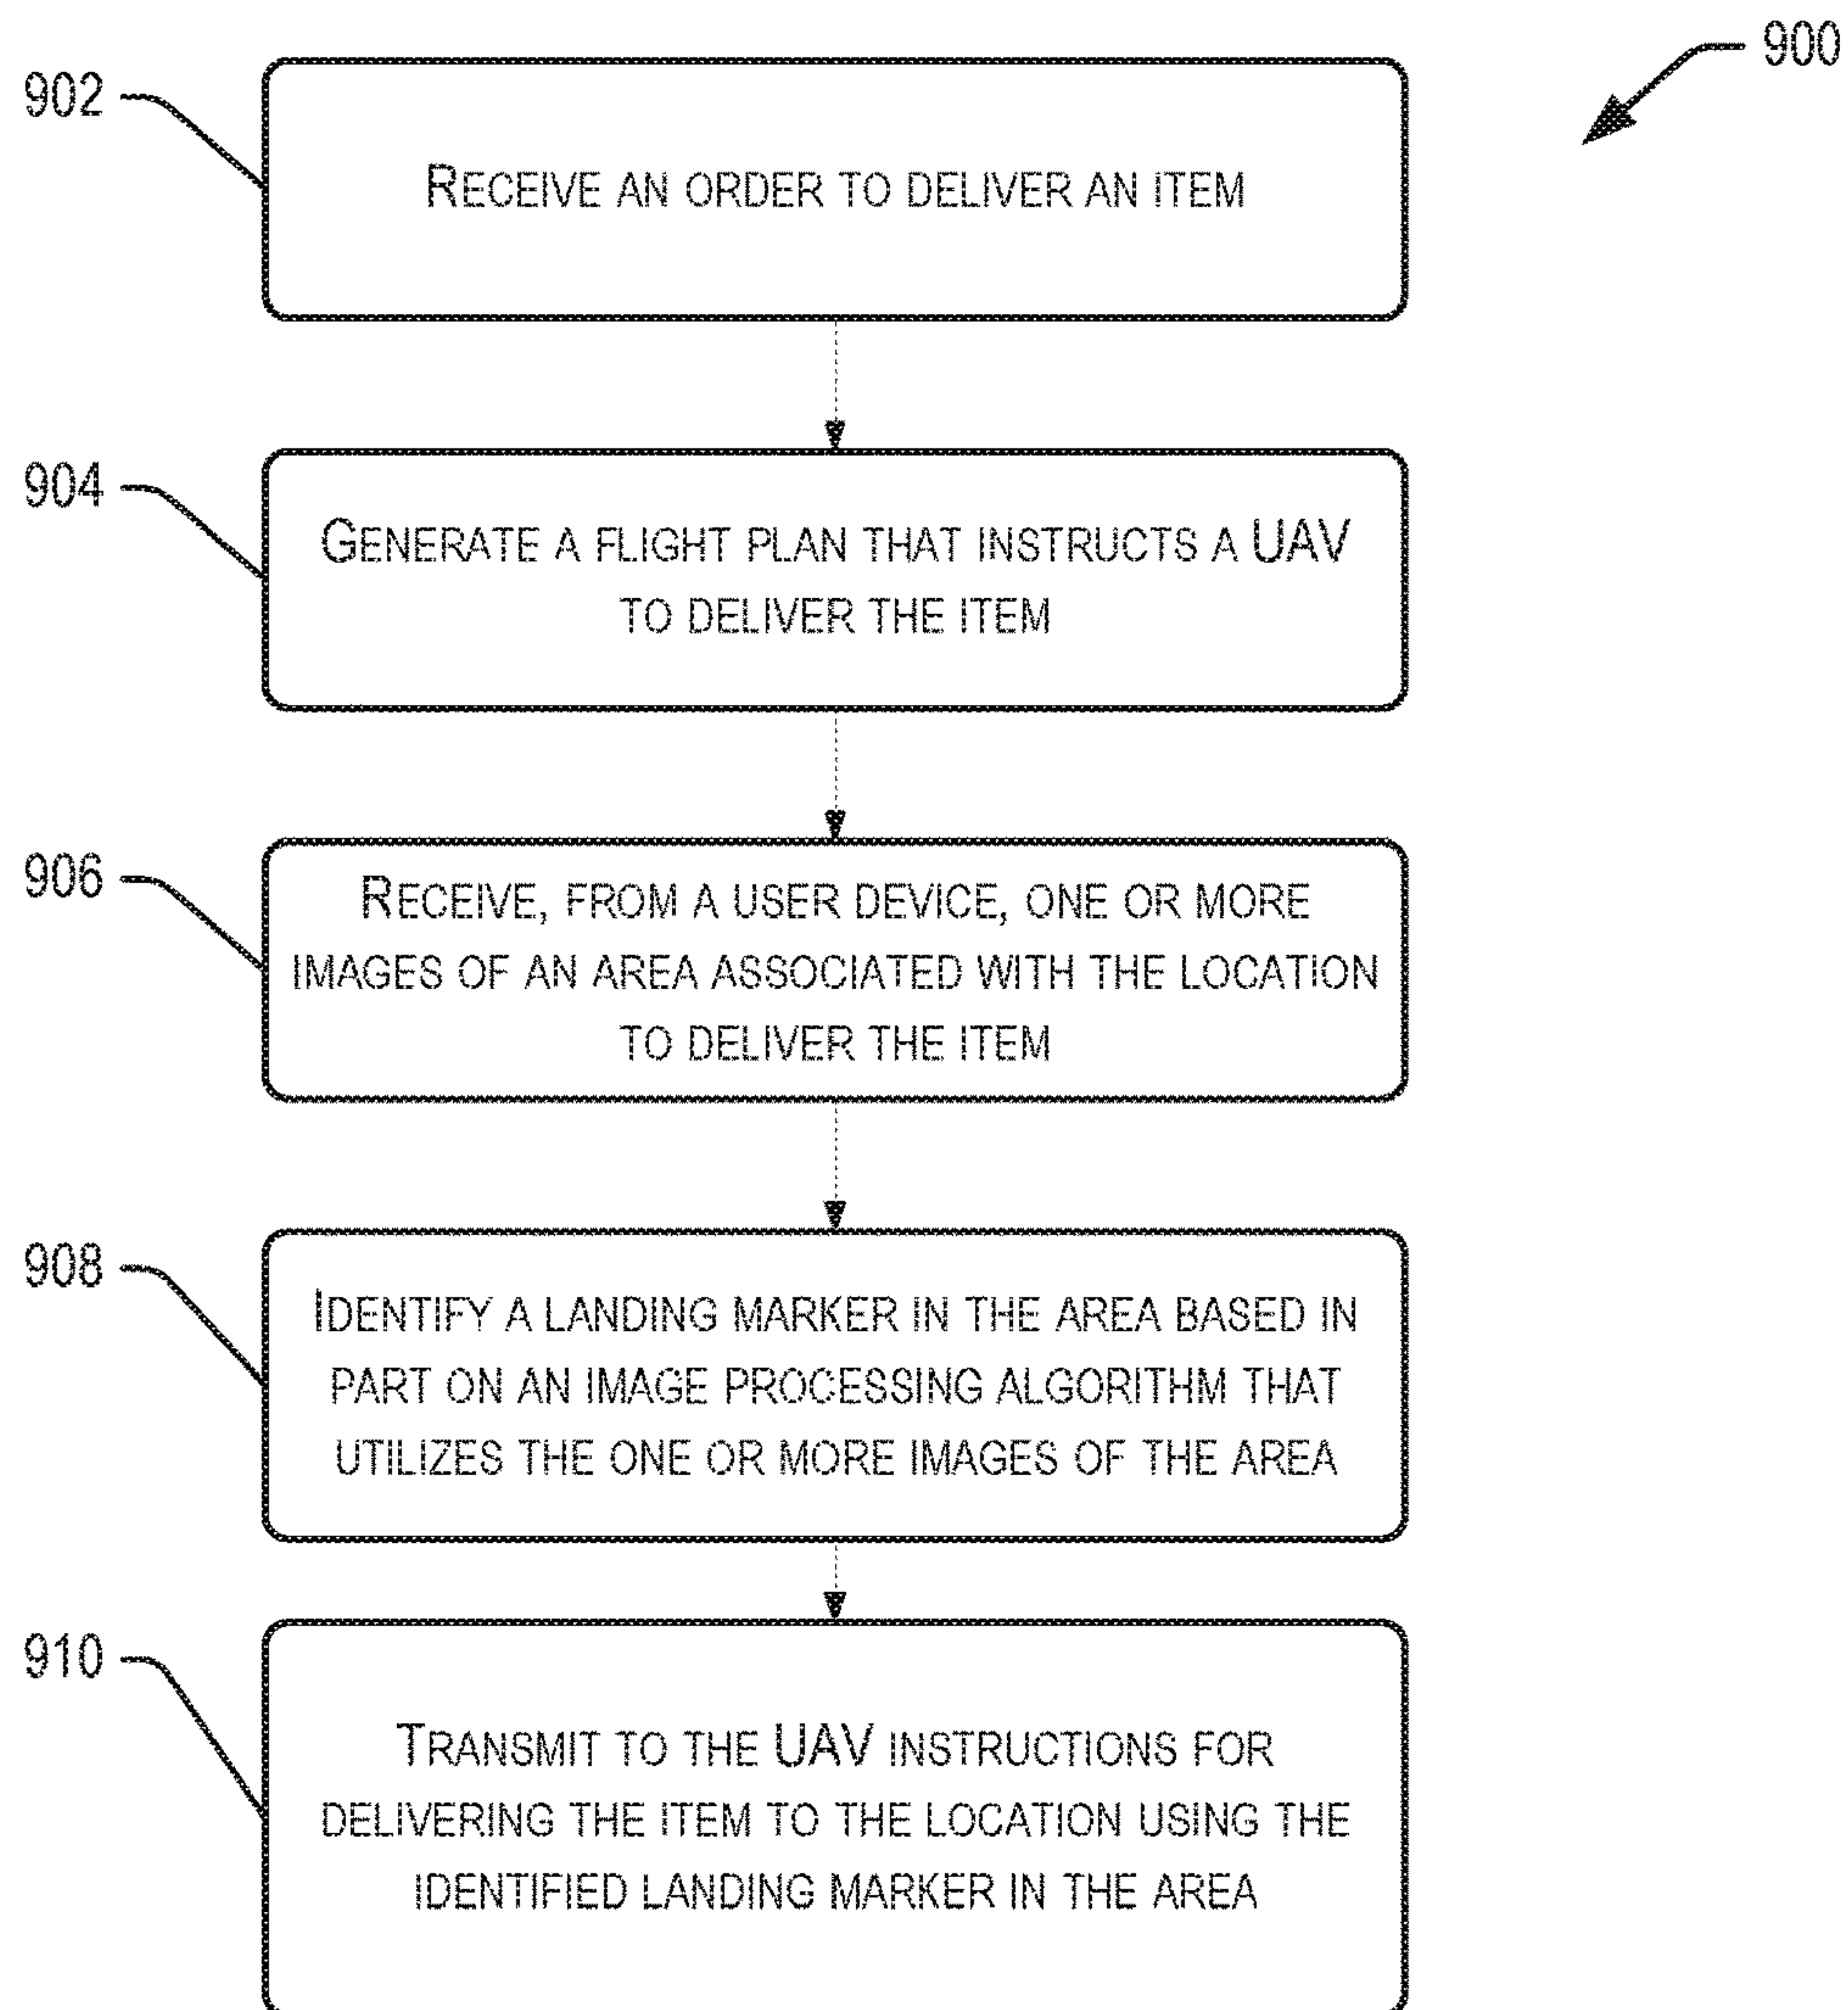 900
902
RECEIVE AN ORDER TO DELIVER AN ITEM
904
GENERATE A FLIGHT PLAN THAT INSTRUCTS A UAV
TO DELIVER THE ITEM
906
RECEIVE, FROM A USER DEVICE, ONE OR MORE
IMAGES OF AN AREA ASSOCIATED WITH THE LOCATION
TO DELIVER THE ITEM
908
IDENTIFY A LANDING MARKER IN THE AREA BASED IN
PART ON AN IMAGE PROCESSING ALGORITHM THAT
UTILIZES THE ONE OR MORE IMAGES OF THE AREA
910
TRANSMIT TO THE UAV INSTRUCTIONS FOR
DELIVERING THE ITEM TO THE LOCATION USING THE
IDENTIFIED LANDING MARKER IN THE AREA